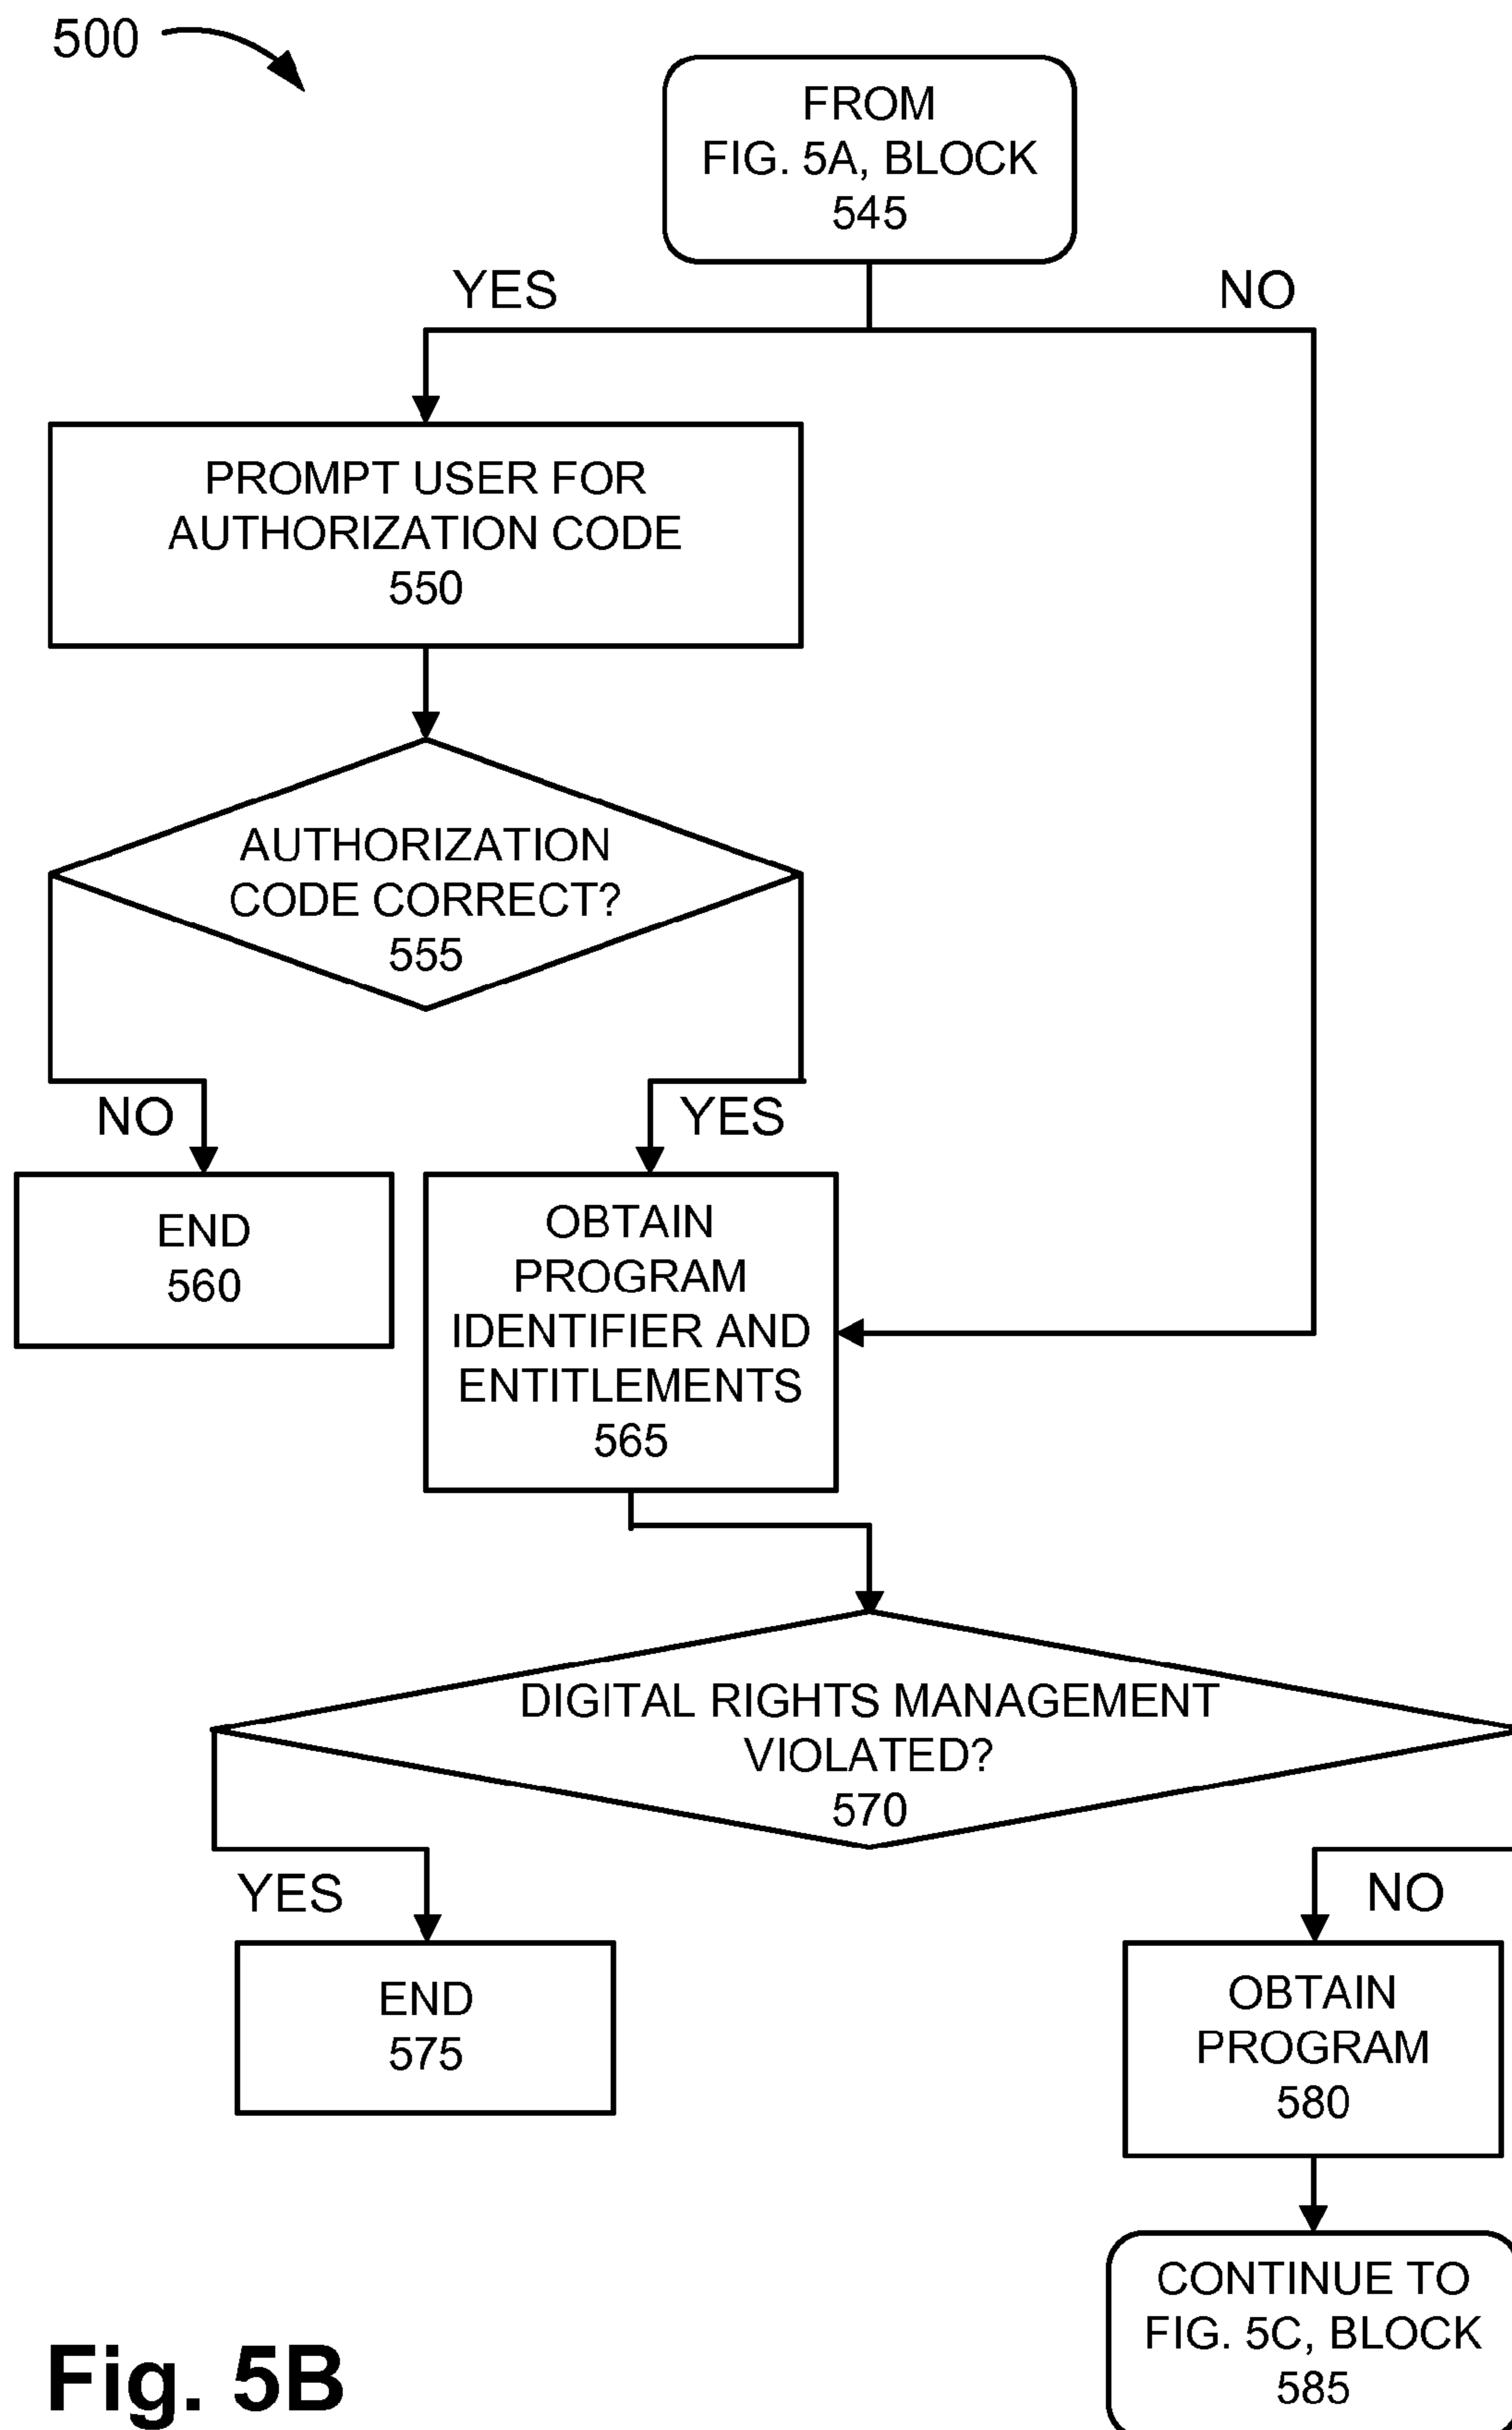 500
FROM
FIG. 5A, BLOCK
545
YES
NO
PROMPT USER FOR
AUTHORIZATION CODE
550
AUTHORIZATION
CODE CORRECT?
555
NO
YES
END
560
OBTAIN
PROGRAM
IDENTIFIER AND
ENTITLEMENTS
565
DIGITAL RIGHTS MANAGEMENT
VIOLATED?
570
YES
NO
END
575
OBTAIN
PROGRAM
580
CONTINUE TO
FIG. 5C, BLOCK
585
Fig. 5B